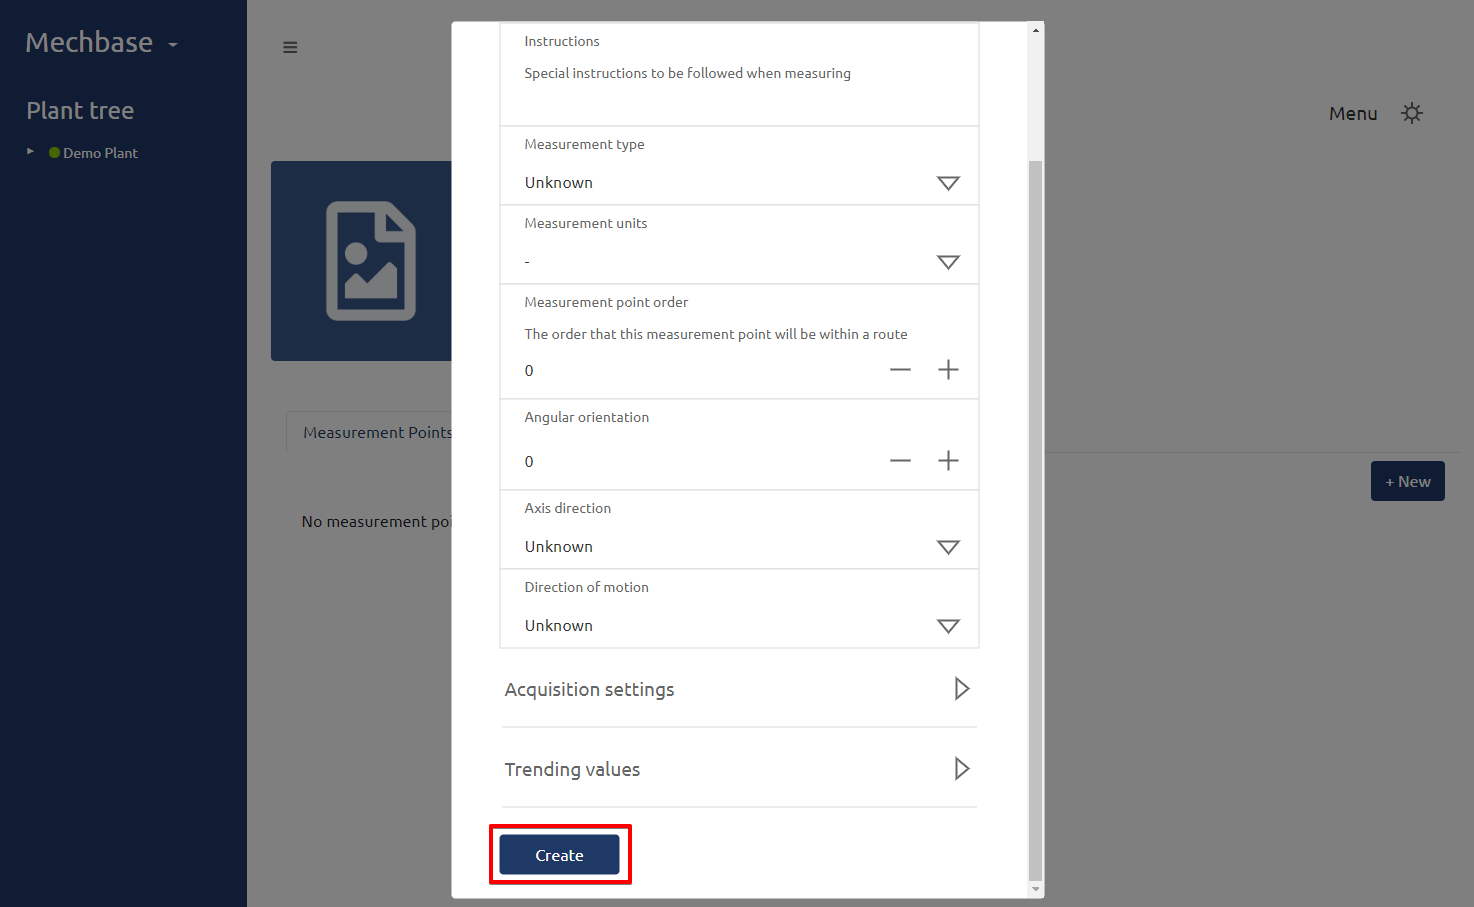 Mechbase
Plant tree
Demo Plant
Menu
Measurement Points
+ New
No measurement poi
Instructions
Special instructions to be followed when measuring
Measurement type
Unknown
Measurement units
-
Measurement point order
The order that this measurement point will be within a route
0
Angular orientation
0
Axis direction
Unknown
Direction of motion
Unknown
Acquisition settings
Trending values
Create